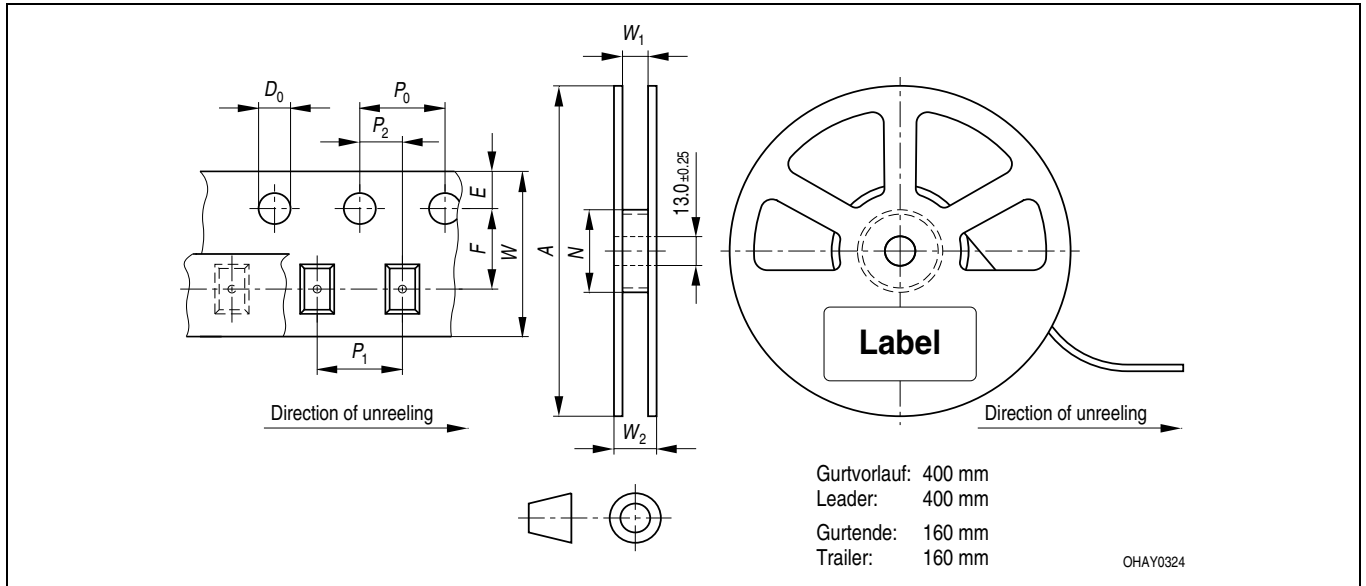 W1
D0
P0
P2
E
F
W
A
N
13.0±0.25
Label
P1
Direction of unreeling
W2
Direction of unreeling
Gurtvorlauf: 400 mm
Leader: 400 mm
Gurtende: 160 mm
Trailer: 160 mm
OHAY0324